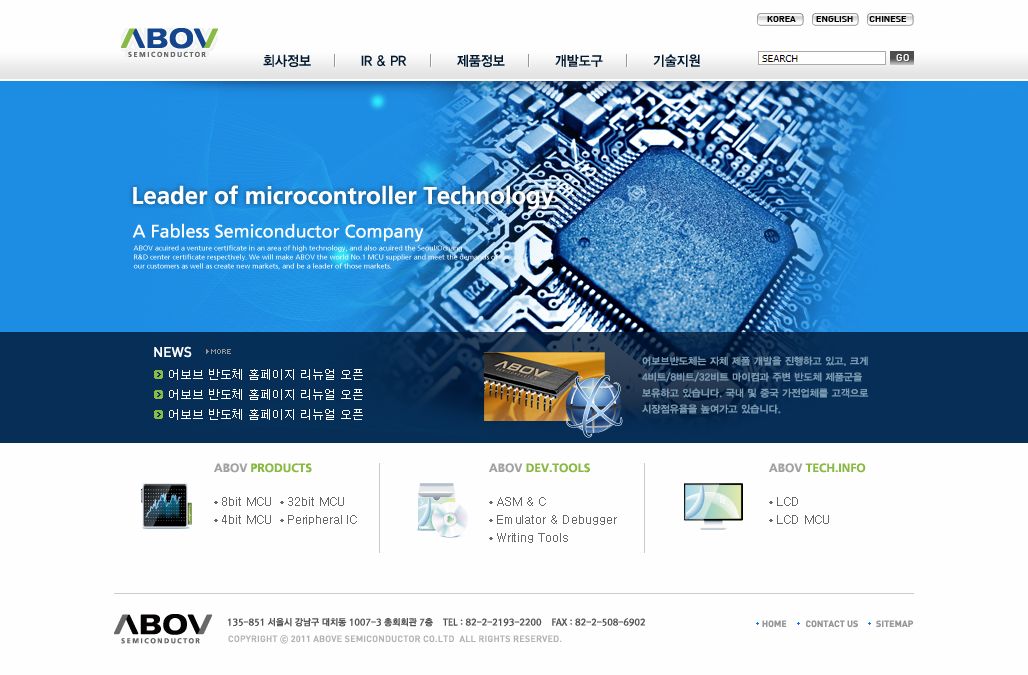 KOREA ENGLISH CHINESE
ABOV
SEMICONDUCTOR
회사정보 IR & PR 제품정보 개발도구 기술지원
SEARCH GO
Leader of microcontroller Technology
A Fabless Semiconductor Company
ABOV acuired a venture certificate in an area of high technology, and also acuired the Seoul/Ochang
R&D center certificate respectively. We will make ABOV the world No.1 MCU supplier and meet the demands of
our customers as well as create new markets, and be a leader of those markets.
NEWS MORE
어보브 반도체 홈페이지 리뉴얼 오픈
어보브 반도체 홈페이지 리뉴얼 오픈
어보브 반도체 홈페이지 리뉴얼 오픈
ABOV
어보브반도체는 자체 제품 개발을 진행하고 있고, 크게
4비트/8비트/32비트 마이컴과 주변 반도체 제품군을
보유하고 있습니다. 국내 및 중국 가전업체를 고객으로
시장점유율을 높여가고 있습니다.
ABOV PRODUCTS
8bit MCU 32bit MCU
4bit MCU Peripheral IC
ABOV DEV.TOOLS
ASM & C
Emulator & Debugger
Writing Tools
ABOV TECH.INFO
LCD
LCD MCU
ABOV
SEMICONDUCTOR
135-851 서울시 강남구 대치동 1007-3 총회회관 7층 TEL : 82-2-2193-2200 FAX : 82-2-508-6902
COPYRIGHT ⓒ 2011 ABOVE SEMICONDUCTOR CO.LTD ALL RIGHTS RESERVED.
HOME CONTACT US SITEMAP